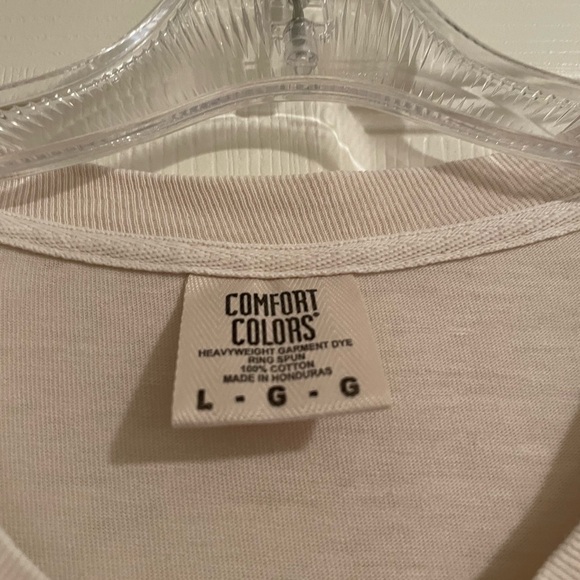 COMFORT
COLORS®
HEAVYWEIGHT GARMENT DYE
RING SPUN
100% COTTON
MADE IN HONDURAS
L - G - G